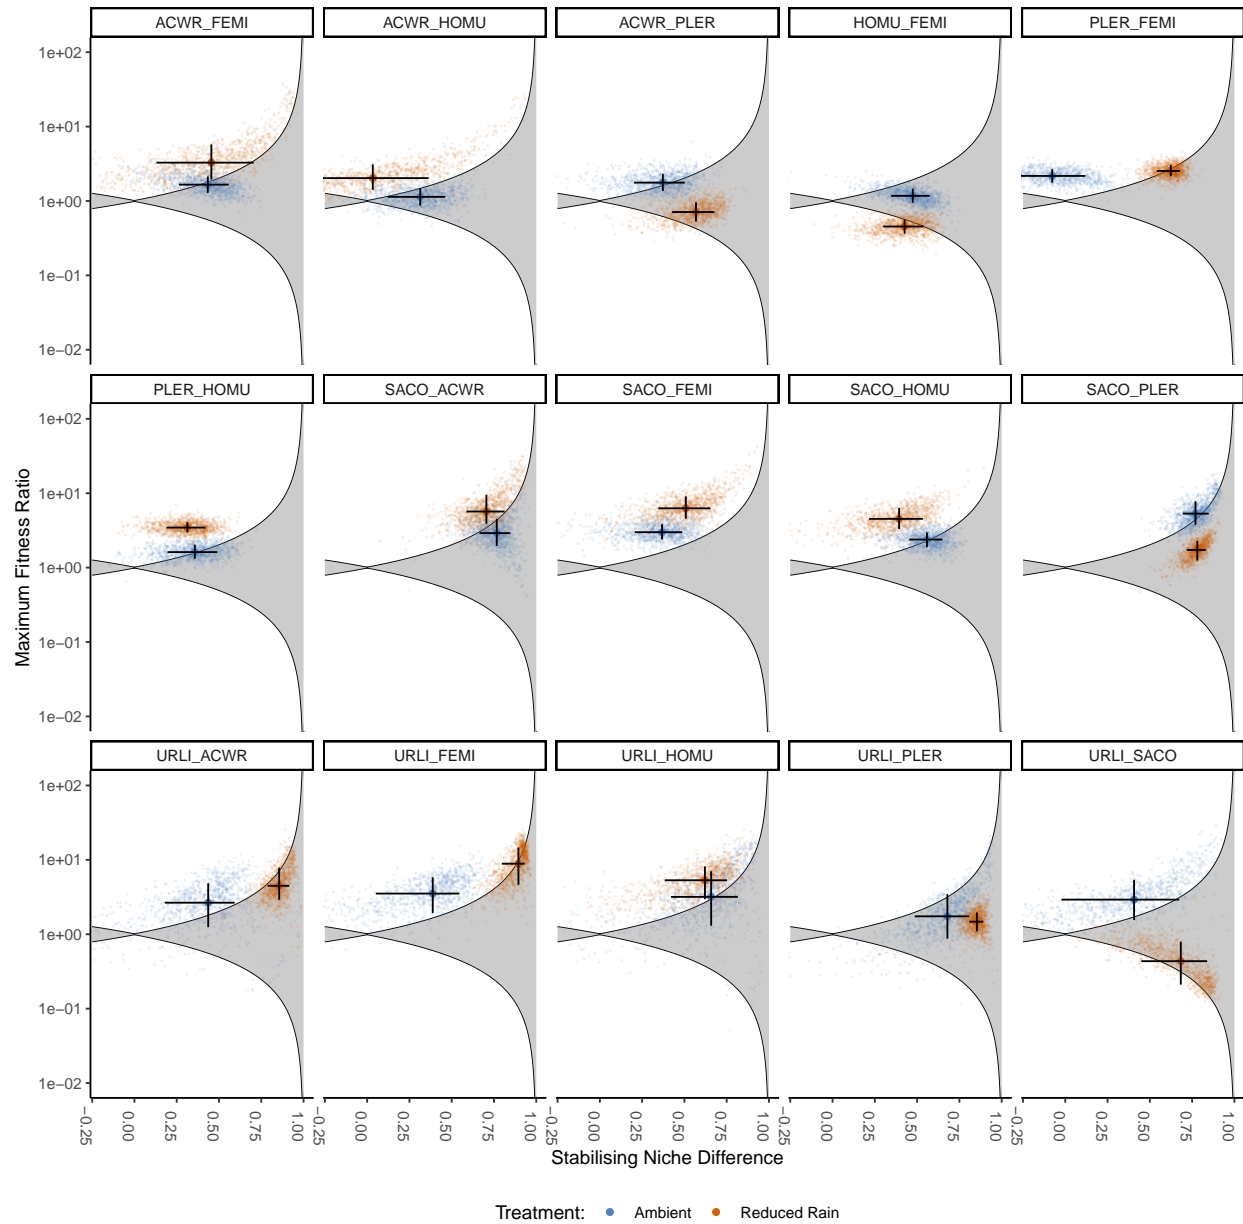 ACWR_FEMI ACWR_HOMU ACWR_PLER HOMU_FEMI PLER_FEMI
1e+02
1e+01
1e+00
1e−01
1e−02
PLER_HOMU SACO_ACWR SACO_FEMI SACO_HOMU SACO_PLER
1e+02
1e+01
1e+00
1e−01
1e−02
Maximum Fitness Ratio
URLI_ACWR URLI_FEMI URLI_HOMU URLI_PLER URLI_SACO
1e+02
1e+01
1e+00
1e−01
1e−02
−0.25 0.00 0.25 0.50 0.75 1.00 −0.25 0.00 0.25 0.50 0.75 1.00 −0.25 0.00 0.25 0.50 0.75 1.00 −0.25 0.00 0.25 0.50 0.75 1.00 −0.25 0.00 0.25 0.50 0.75 1.00
Stabilising Niche Difference
Treatment: Ambient Reduced Rain